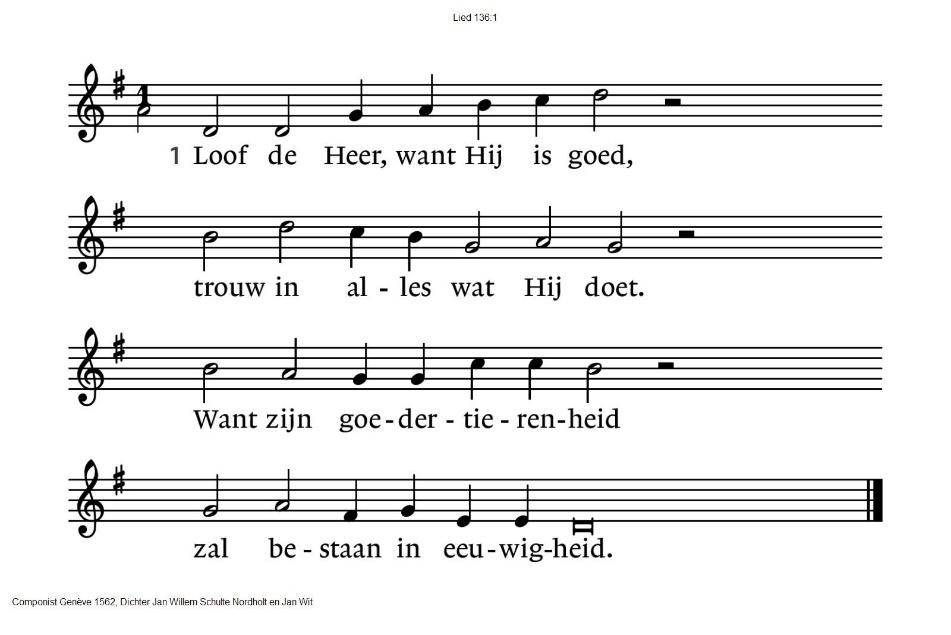 Lied 136:1
1 Loof de Heer, want Hij is goed,
trouw in al - les wat Hij doet.
Want zijn goe - der - tie - ren - heid
zal be - staan in eeu - wig - heid.
Componist Genève 1562, Dichter Jan Willem Schulte Nordholt en Jan Wit